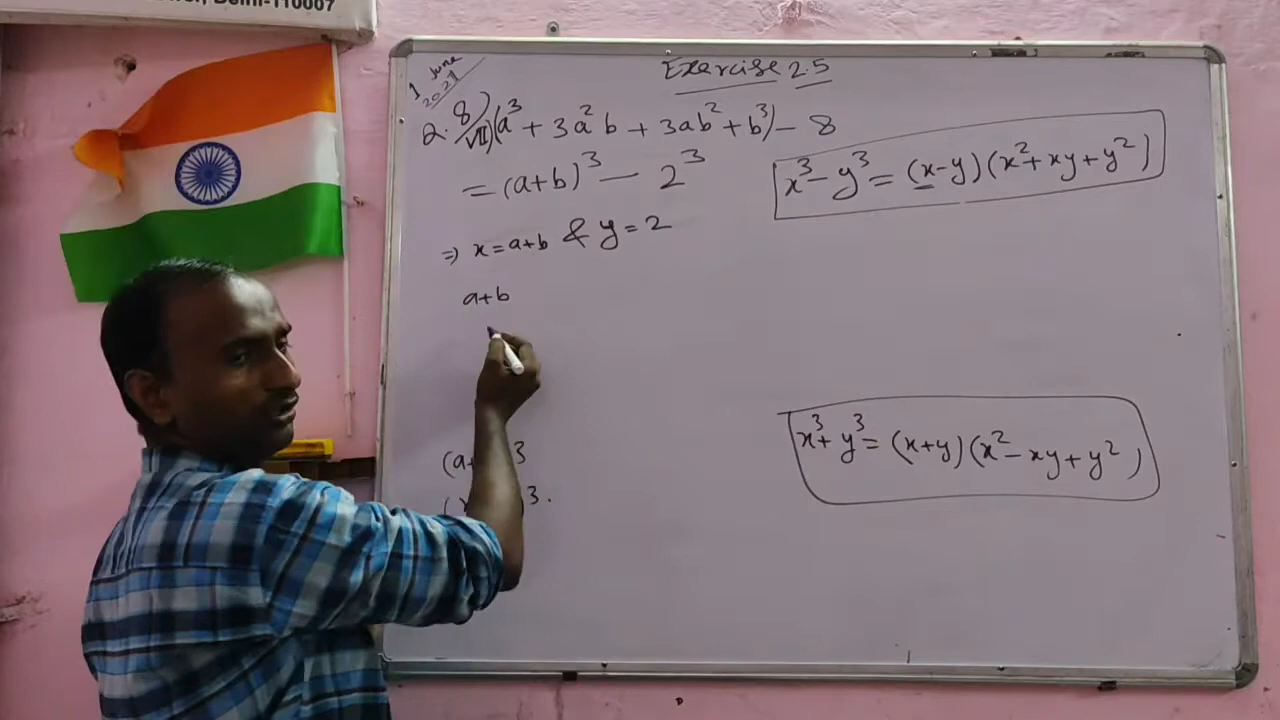 Delhi-110007
1 June 2021
Exercise 2.5
Q. 8/VII) (a³ + 3a²b + 3ab² + b³) - 8
= (a+b)³ - 2³
x³ - y³ = (x-y)(x² + xy + y²)
⇒ x = a+b & y = 2
a+b
x³ + y³ = (x+y)(x² - xy + y²)
(a+ 3
( )3.